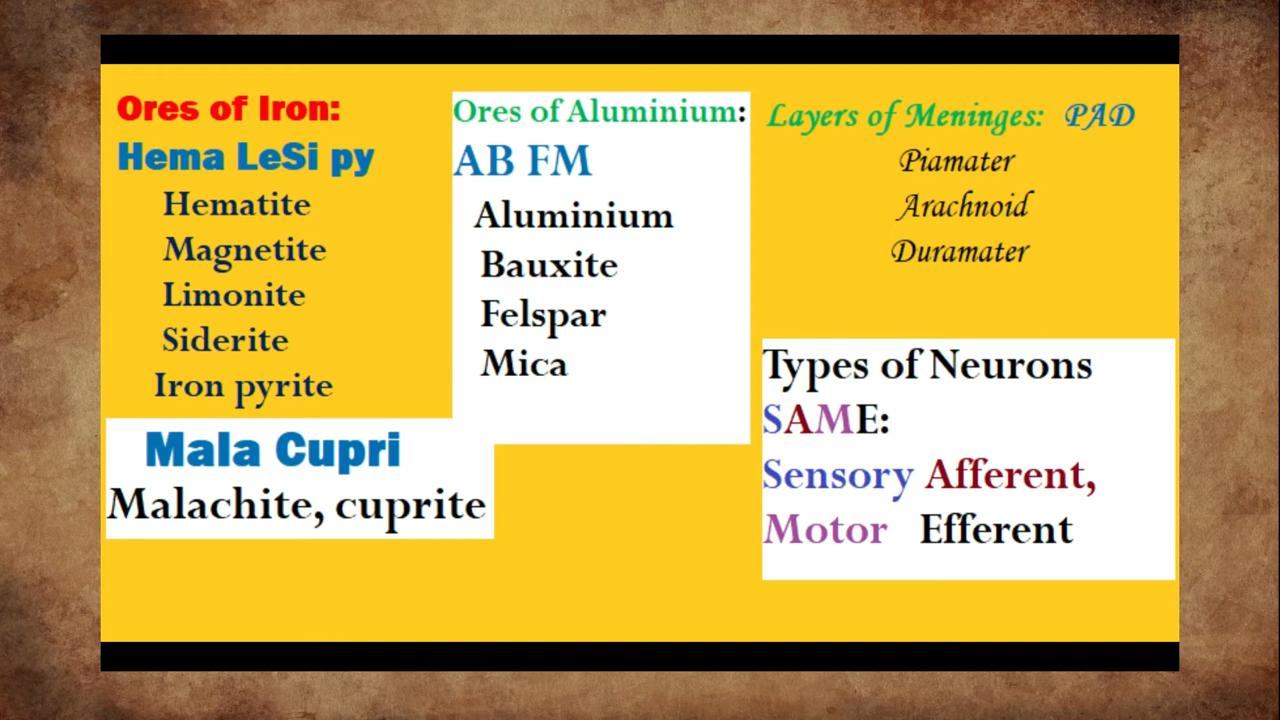 Ores of Iron:
Hema LeSi py
Hematite
Magnetite
Limonite
Siderite
Iron pyrite
Mala Cupri
Malachite, cuprite
Ores of Aluminium:
AB FM
Aluminium
Bauxite
Felspar
Mica
Layers of Meninges: PAD
Piamater
Arachnoid
Duramater
Types of Neurons
SAME:
Sensory Afferent,
Motor Efferent